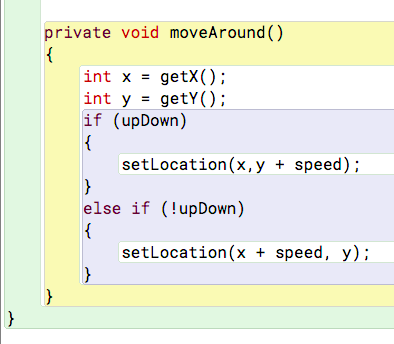 private void moveAround()
{
int x = getX();
int y = getY();
if (upDown)
{
setLocation(x,y + speed);
}
else if (!upDown)
{
setLocation(x + speed, y);
}
}
}